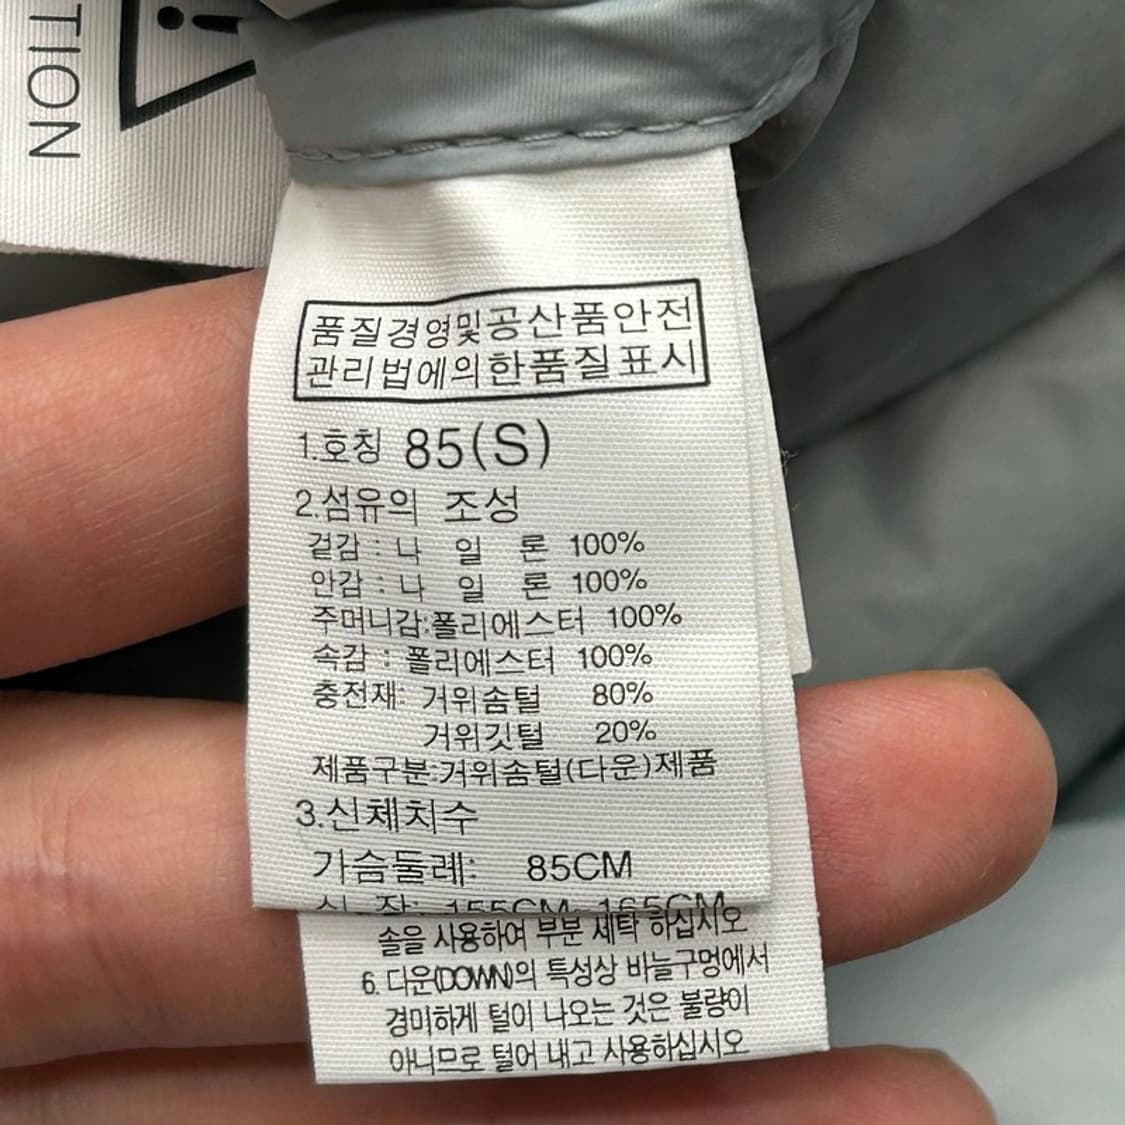 TION
품질경영및공산품안전
관리법에의한품질표시
1.호칭 85(S)
2.섬유의 조성
겉감 : 나 일 론 100%
안감 : 나 일 론 100%
주머니감:폴리에스터 100%
속감 : 폴리에스터 100%
충전재: 거위솜털 80%
거위깃털 20%
제품구분:거위솜털(다운)제품
3.신체치수
가슴둘레: 85CM
신 장: 155CM- 165CM
솔을 사용하여 부분 세탁 하십시오
6. 다운(DOWN)의 특성상 바늘구멍에서
경미하게 털이 나오는 것은 불량이
아니므로 털어 내고 사용하십시오